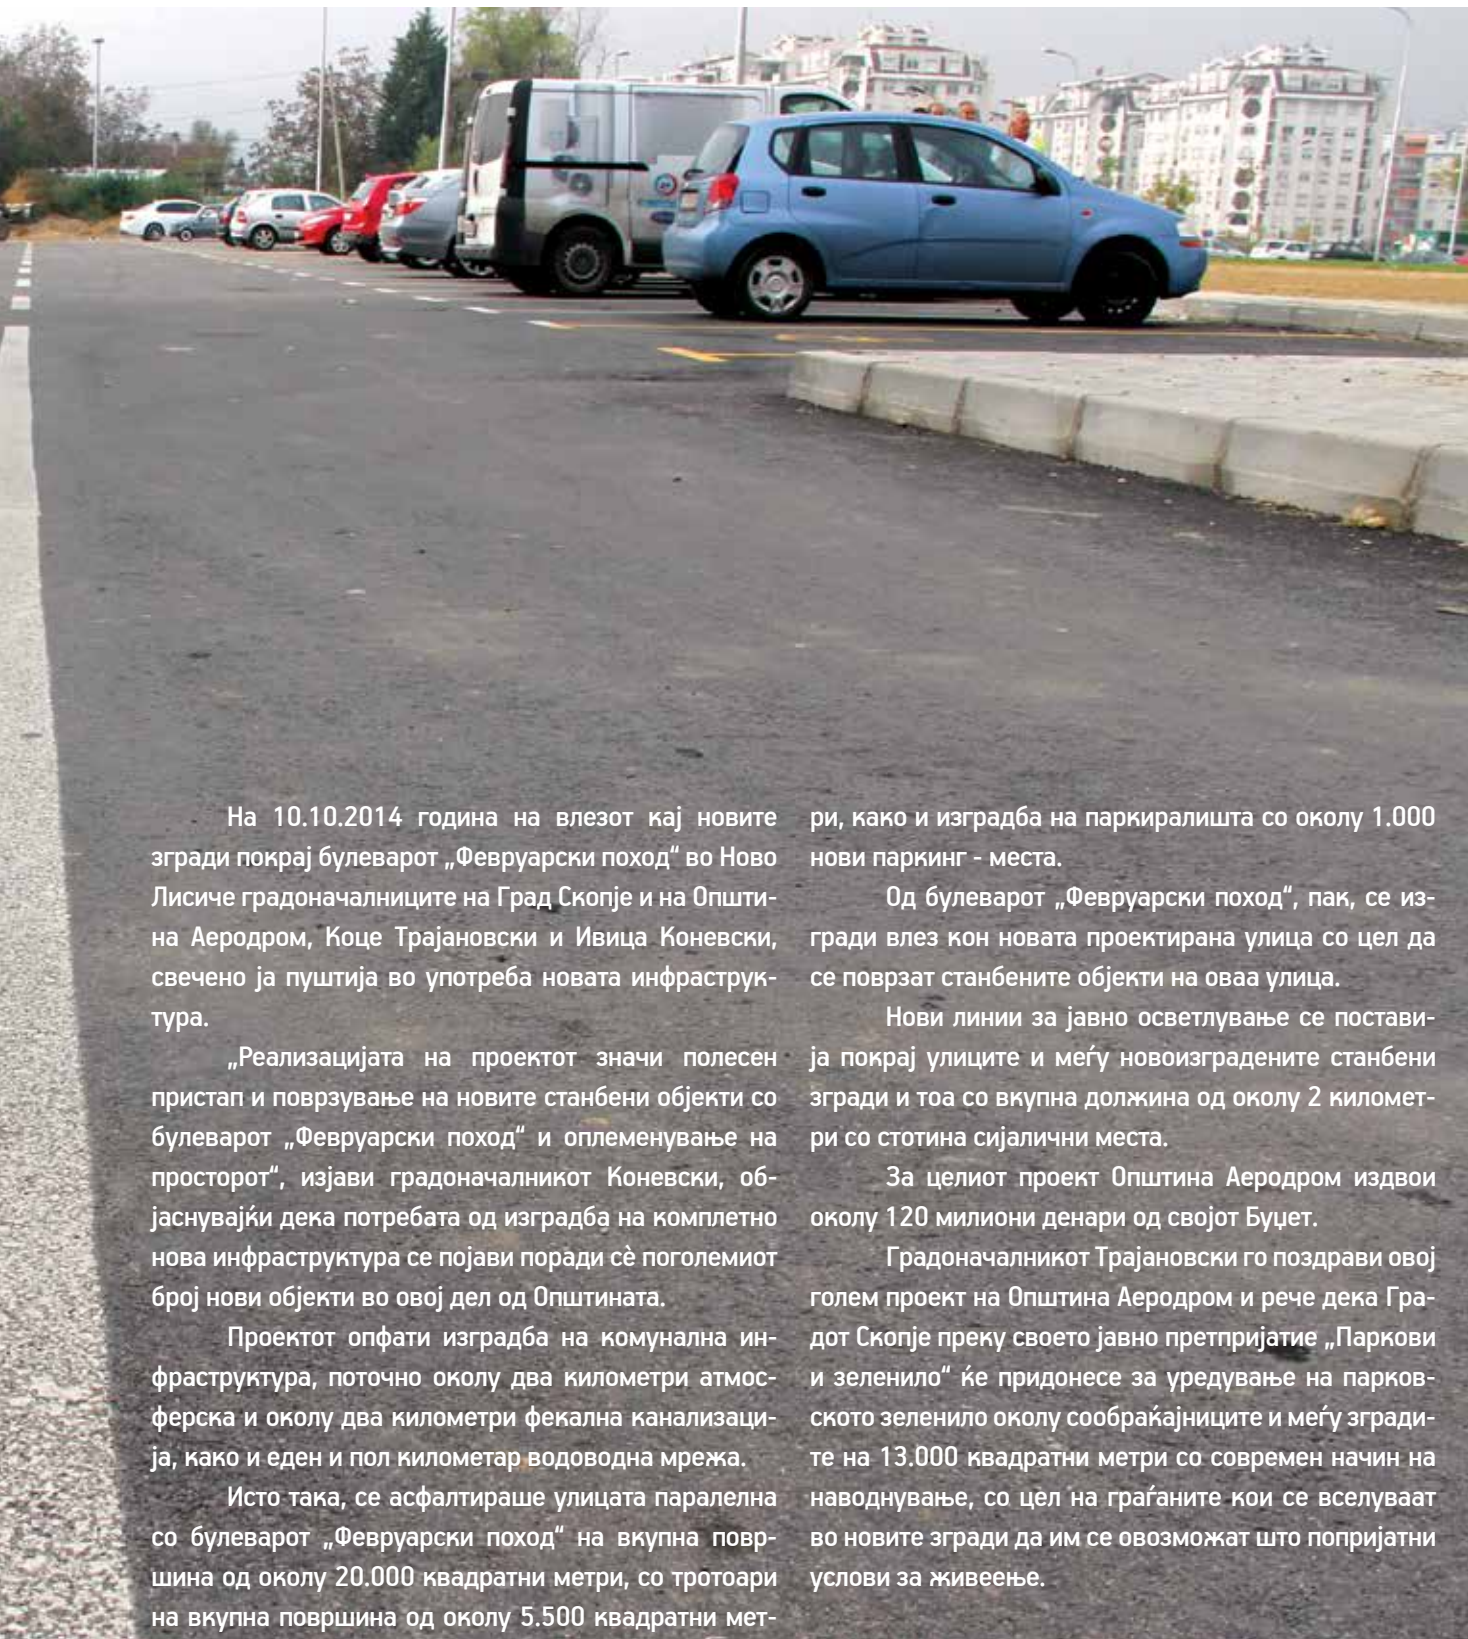 На 10.10.2014 година на влезот кај новите
згради покрај булеварот „Февруарски поход“ во Ново
Лисиче градоначалниците на Град Скопје и на Општи-
на Аеродром, Коце Трајановски и Ивица Коневски,
свечено ја пуштија во употреба новата инфраструк-
тура.
„Реализацијата на проектот значи полесен
пристап и поврзување на новите станбени објекти со
булеварот „Февруарски поход“ и оплеменување на
просторот“, изјави градоначалникот Коневски, об-
јаснувајќи дека потребата од изградба на комплетно
нова инфраструктура се појави поради сѐ поголемиот
број нови објекти во овој дел од Општината.
Проектот опфати изградба на комунална ин-
фраструктура, поточно околу два километри атмос-
ферска и околу два километри фекална канализаци-
ја, како и еден и пол километар водоводна мрежа.
Исто така, се асфалтираше улицата паралелна
со булеварот „Февруарски поход“ на вкупна повр-
шина од околу 20.000 квадратни метри, со тротоари
на вкупна површина од околу 5.500 квадратни мет-
ри, како и изградба на паркиралишта со околу 1.000
нови паркинг - места.
Од булеварот „Февруарски поход“, пак, се из-
гради влез кон новата проектирана улица со цел да
се поврзат станбените објекти на оваа улица.
Нови линии за јавно осветлување се постави-
ја покрај улиците и меѓу новоизградените станбени
згради и тоа со вкупна должина од околу 2 километ-
ри со стотина сијалични места.
За целиот проект Општина Аеродром издвои
околу 120 милиони денари од својот Буџет.
Градоначалникот Трајановски го поздрави овој
голем проект на Општина Аеродром и рече дека Гра-
дот Скопје преку своето јавно претпријатие „Паркови
и зеленило“ ќе придонесе за уредување на парков-
ското зеленило околу сообраќајниците и меѓу згради-
те на 13.000 квадратни метри со современ начин на
наводнување, со цел на граѓаните кои се вселуваат
во новите згради да им се овозможат што попријатни
услови за живеење.